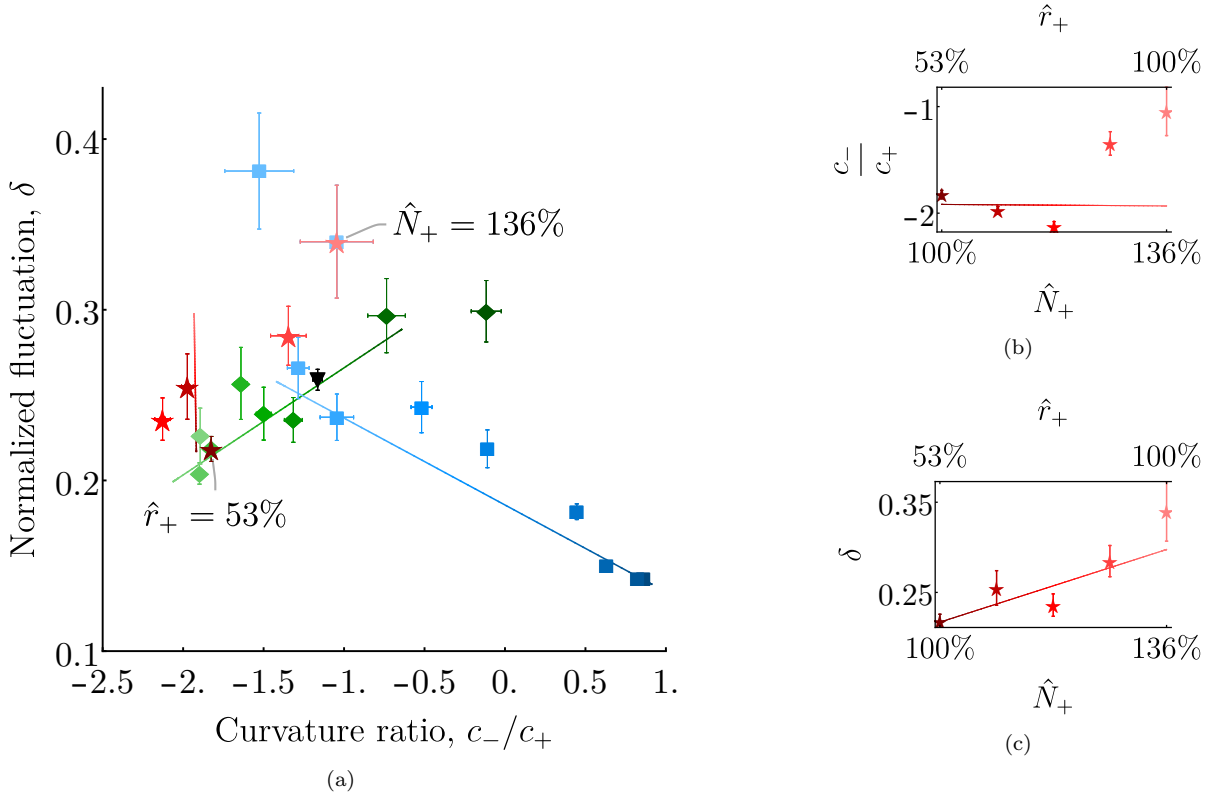 0.4
0.3
0.2
0.1
Normalized fluctuation, δ
N̂₊ = 136%
r̂₊ = 53%
−2.5 −2. −1.5 −1. −0.5 0. 0.5 1.
Curvature ratio, c₋/c₊
(a)
r̂₊
53% 100%
−1
−2
c₋| c₊
100% 136%
N̂₊
(b)
r̂₊
53% 100%
0.35
0.25
δ
100% 136%
N̂₊
(c)